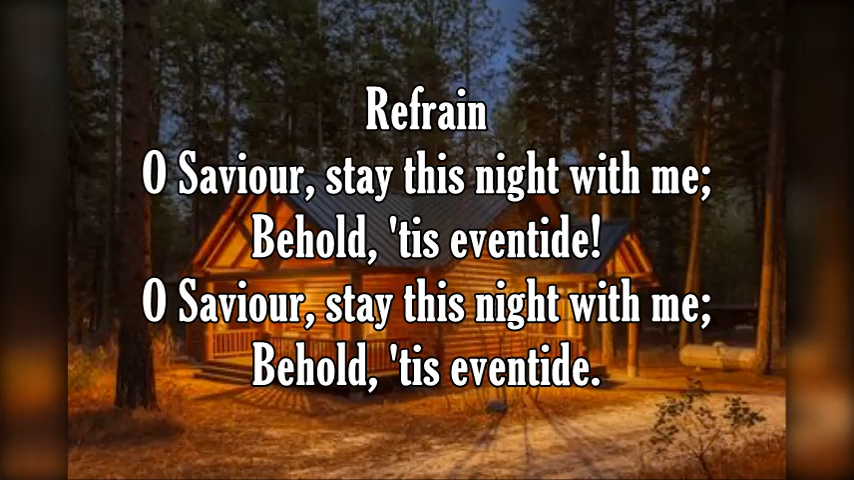 Refrain
O Saviour, stay this night with me;
Behold, 'tis eventide!
O Saviour, stay this night with me;
Behold, 'tis eventide.